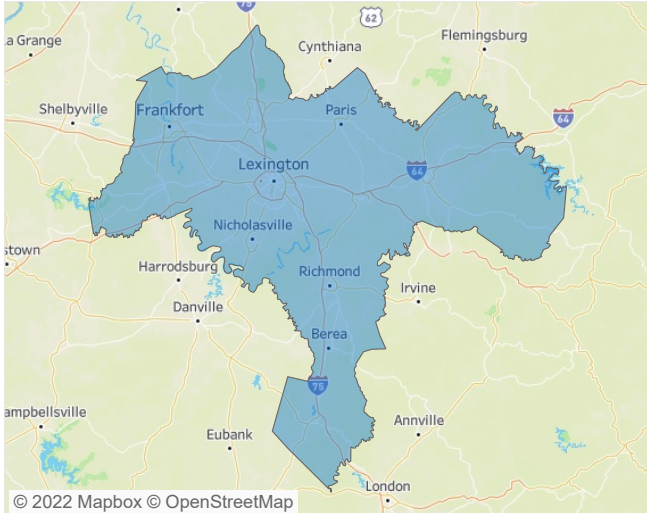 75
62
a Grange
Cynthiana
Flemingsburg
Shelbyville
Frankfort
Paris
64
Lexington
64
Nicholasville
stown
Harrodsburg
Richmond
Irvine
Danville
Berea
75
ampbellsville
Eubank
Annville
London
© 2022 Mapbox © OpenStreetMap